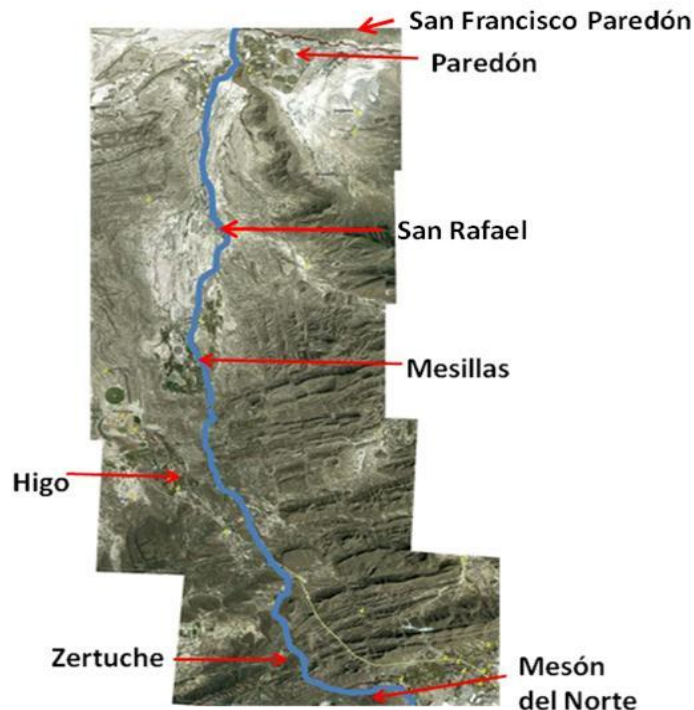 San Francisco Paredón
Paredón
San Rafael
Mesillas
Higo
Zertuche
Mesón
del Norte